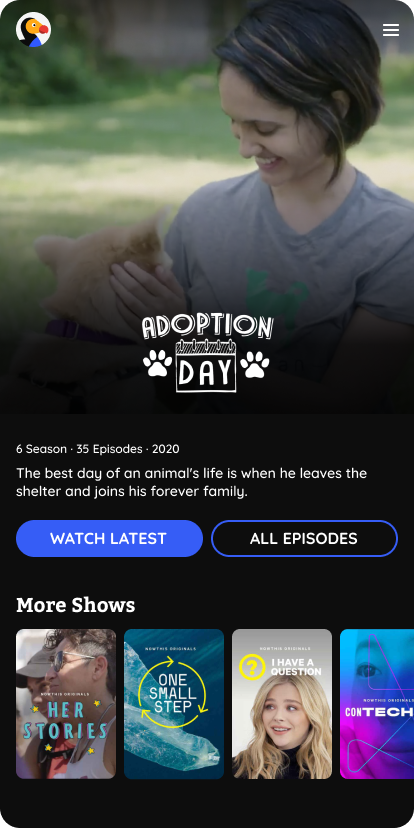 ADOPTION
DAY
6 Season · 35 Episodes · 2020
The best day of an animal's life is when he leaves the
shelter and joins his forever family.
WATCH LATEST
ALL EPISODES
More Shows
NOWTHIS ORIGINALS
HER
STORIES
NOWTHIS ORIGINALS
ONE
SMALL
STEP
NOWTHIS ORIGINALS
?
I HAVE A
QUESTION
NOWTHIS ORIGINALS
CONTECH